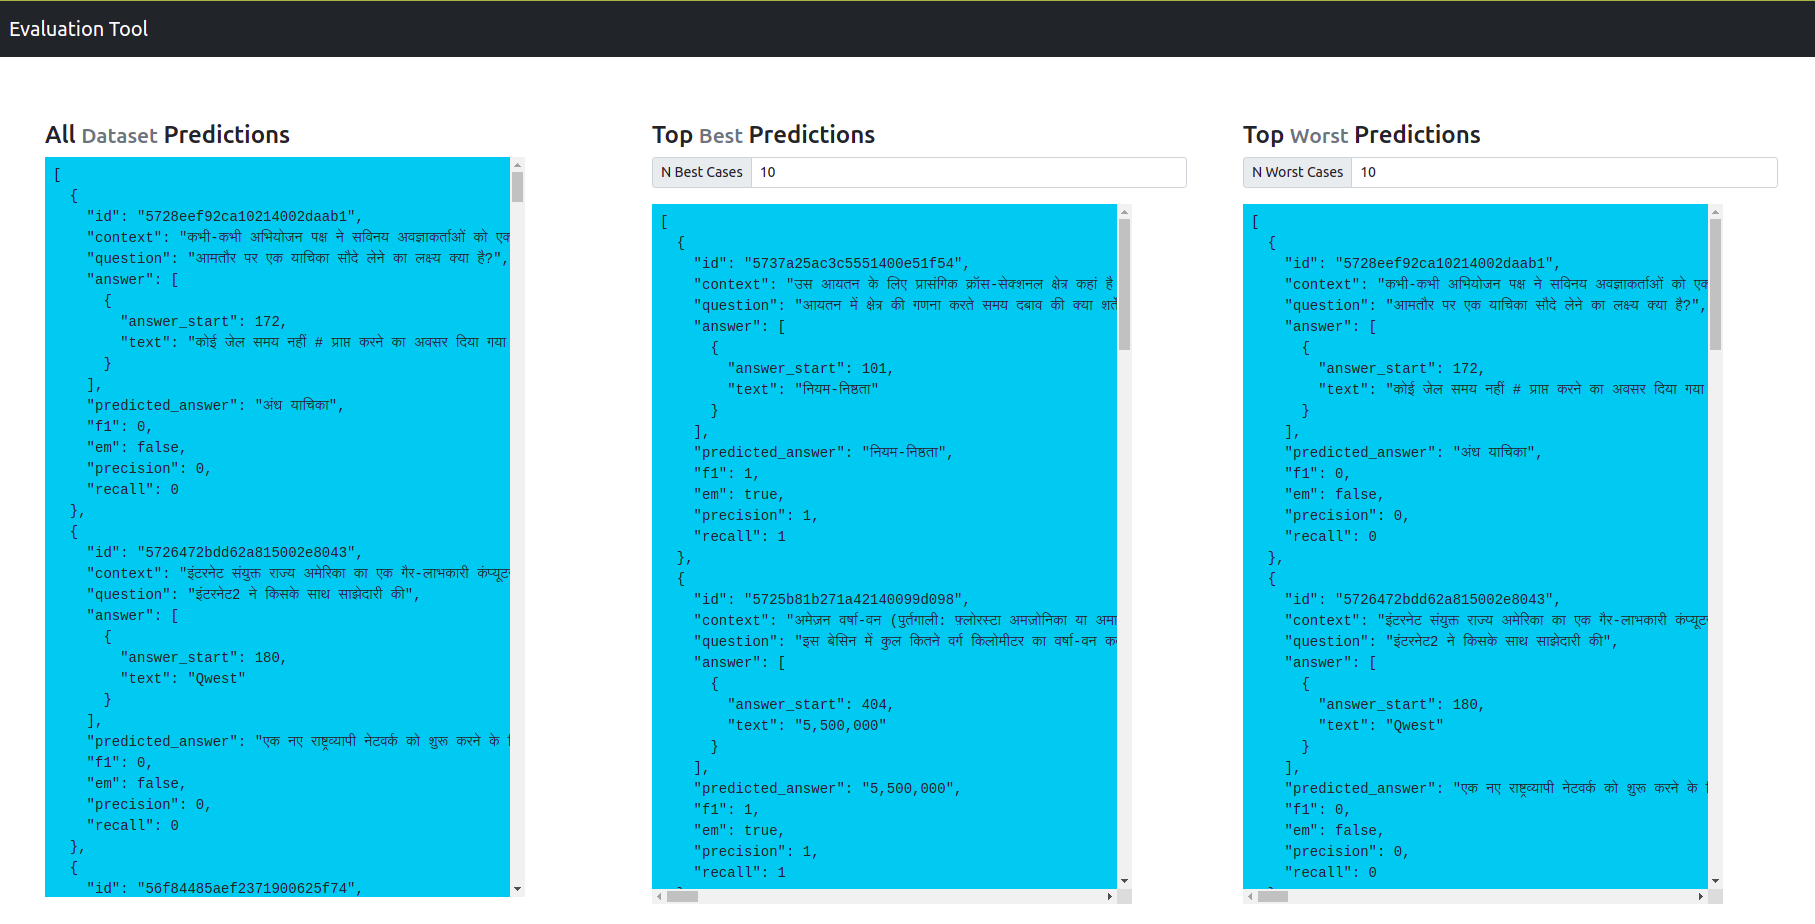 Evaluation Tool
All Dataset Predictions
[
{
"id": "5728eef92ca10214002daab1",
"context": "कभी-कभी अभियोजन पक्ष ने सविनय अवज्ञाकर्ताओं को एक
"question": "आमतौर पर एक याचिका सौदे लेने का लक्ष्य क्या है?",
"answer": [
{
"answer_start": 172,
"text": "कोई जेल समय नहीं # प्राप्त करने का अवसर दिया गया
}
],
"predicted_answer": "अंध याचिका",
"f1": 0,
"em": false,
"precision": 0,
"recall": 0
},
{
"id": "5726472bdd62a815002e8043",
"context": "इंटरनेट संयुक्त राज्य अमेरिका का एक गैर-लाभकारी
"question": "इंटरनेट2 ने किसके साथ साझेदारी की",
"answer": [
{
"answer_start": 180,
"text": "Qwest"
}
],
"predicted_answer": "एक नए राष्ट्रव्यापी नेटवर्क को शुरू करने के
"f1": 0,
"em": false,
"precision": 0,
"recall": 0
},
{
"id": "56f84485aef2371900625f74",
Top Best Predictions
N Best Cases 10
[
{
"id": "5737a25ac3c5551400e51f54",
"context": "उस आयतन के लिए प्रासंगिक क्रॉस-सेक्शनल क्षेत्र कहां है
"question": "आयतन में क्षेत्र की गणना करते समय दबाव की क्या शर्तें
"answer": [
{
"answer_start": 101,
"text": "नियम-निष्ठता"
}
],
"predicted_answer": "नियम-निष्ठता",
"f1": 1,
"em": true,
"precision": 1,
"recall": 1
},
{
"id": "5725b81b271a42140099d098",
"context": "अमेज़न वर्षा-वन (पुर्तगाली: फ्लोरस्टा अमज़ोनिका या
"question": "इस बेसिन में कुल कितने वर्ग किलोमीटर का वर्षा-वन
"answer": [
{
"answer_start": 404,
"text": "5,500,000"
}
],
"predicted_answer": "5,500,000",
"f1": 1,
"em": true,
"precision": 1,
"recall": 1
Top Worst Predictions
N Worst Cases 10
[
{
"id": "5728eef92ca10214002daab1",
"context": "कभी-कभी अभियोजन पक्ष ने सविनय अवज्ञाकर्ताओं को एक
"question": "आमतौर पर एक याचिका सौदे लेने का लक्ष्य क्या है?",
"answer": [
{
"answer_start": 172,
"text": "कोई जेल समय नहीं # प्राप्त करने का अवसर दिया गया
}
],
"predicted_answer": "अंध याचिका",
"f1": 0,
"em": false,
"precision": 0,
"recall": 0
},
{
"id": "5726472bdd62a815002e8043",
"context": "इंटरनेट संयुक्त राज्य अमेरिका का एक गैर-लाभकारी
"question": "इंटरनेट2 ने किसके साथ साझेदारी की",
"answer": [
{
"answer_start": 180,
"text": "Qwest"
}
],
"predicted_answer": "एक नए राष्ट्रव्यापी नेटवर्क को शुरू करने के
"f1": 0,
"em": false,
"precision": 0,
"recall": 0